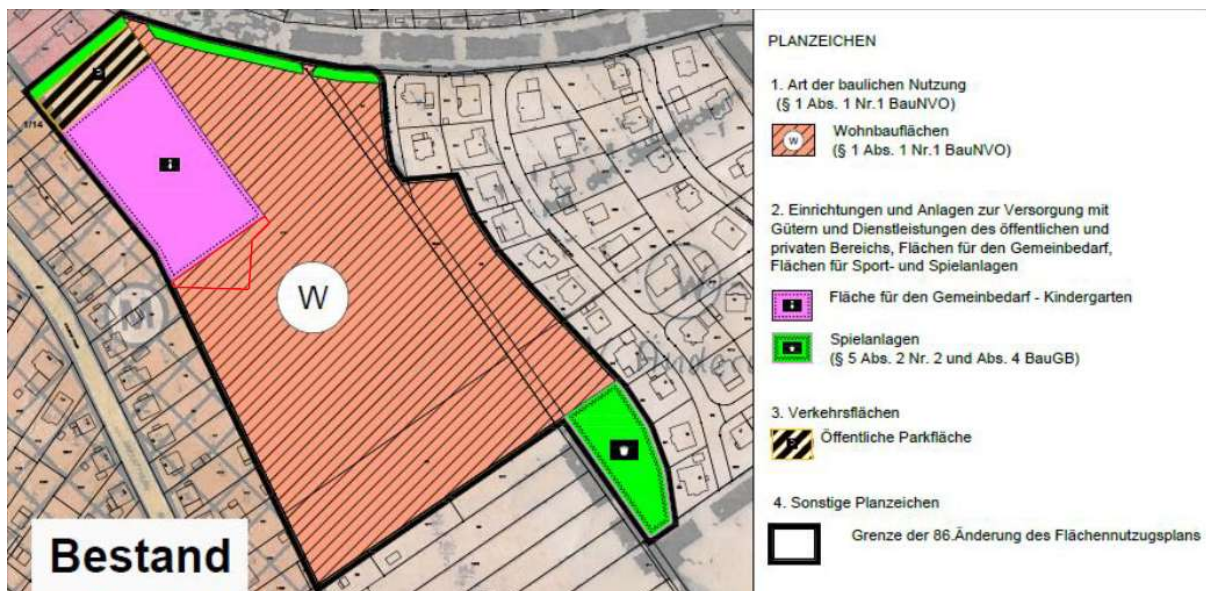 1/14
W
M
W
Bestand
PLANZEICHEN
1. Art der baulichen Nutzung
(§ 1 Abs. 1 Nr.1 BauNVO)
W
Wohnbauflächen
(§ 1 Abs. 1 Nr.1 BauNVO)
2. Einrichtungen und Anlagen zur Versorgung mit
Gütern und Dienstleistungen des öffentlichen und
privaten Bereichs, Flächen für den Gemeinbedarf,
Flächen für Sport- und Spielanlagen
Fläche für den Gemeinbedarf - Kindergarten
Spielanlagen
(§ 5 Abs. 2 Nr. 2 und Abs. 4 BauGB)
3. Verkehrsflächen
Öffentliche Parkfläche
4. Sonstige Planzeichen
Grenze der 86.Änderung des Flächennutzugsplans